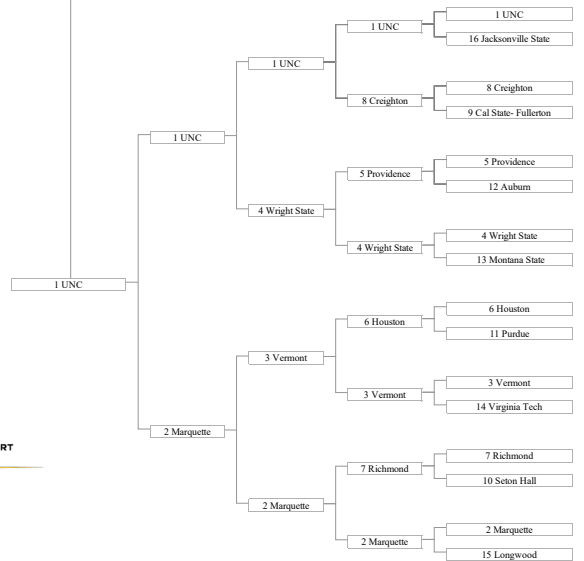 1 UNC
16 Jacksonville State
1 UNC
8 Creighton
9 Cal State- Fullerton
8 Creighton
1 UNC
5 Providence
12 Auburn
5 Providence
4 Wright State
13 Montana State
4 Wright State
4 Wright State
1 UNC
6 Houston
11 Purdue
6 Houston
3 Vermont
14 Virginia Tech
3 Vermont
3 Vermont
7 Richmond
10 Seton Hall
7 Richmond
2 Marquette
15 Longwood
2 Marquette
2 Marquette
2 Marquette
1 UNC
RT